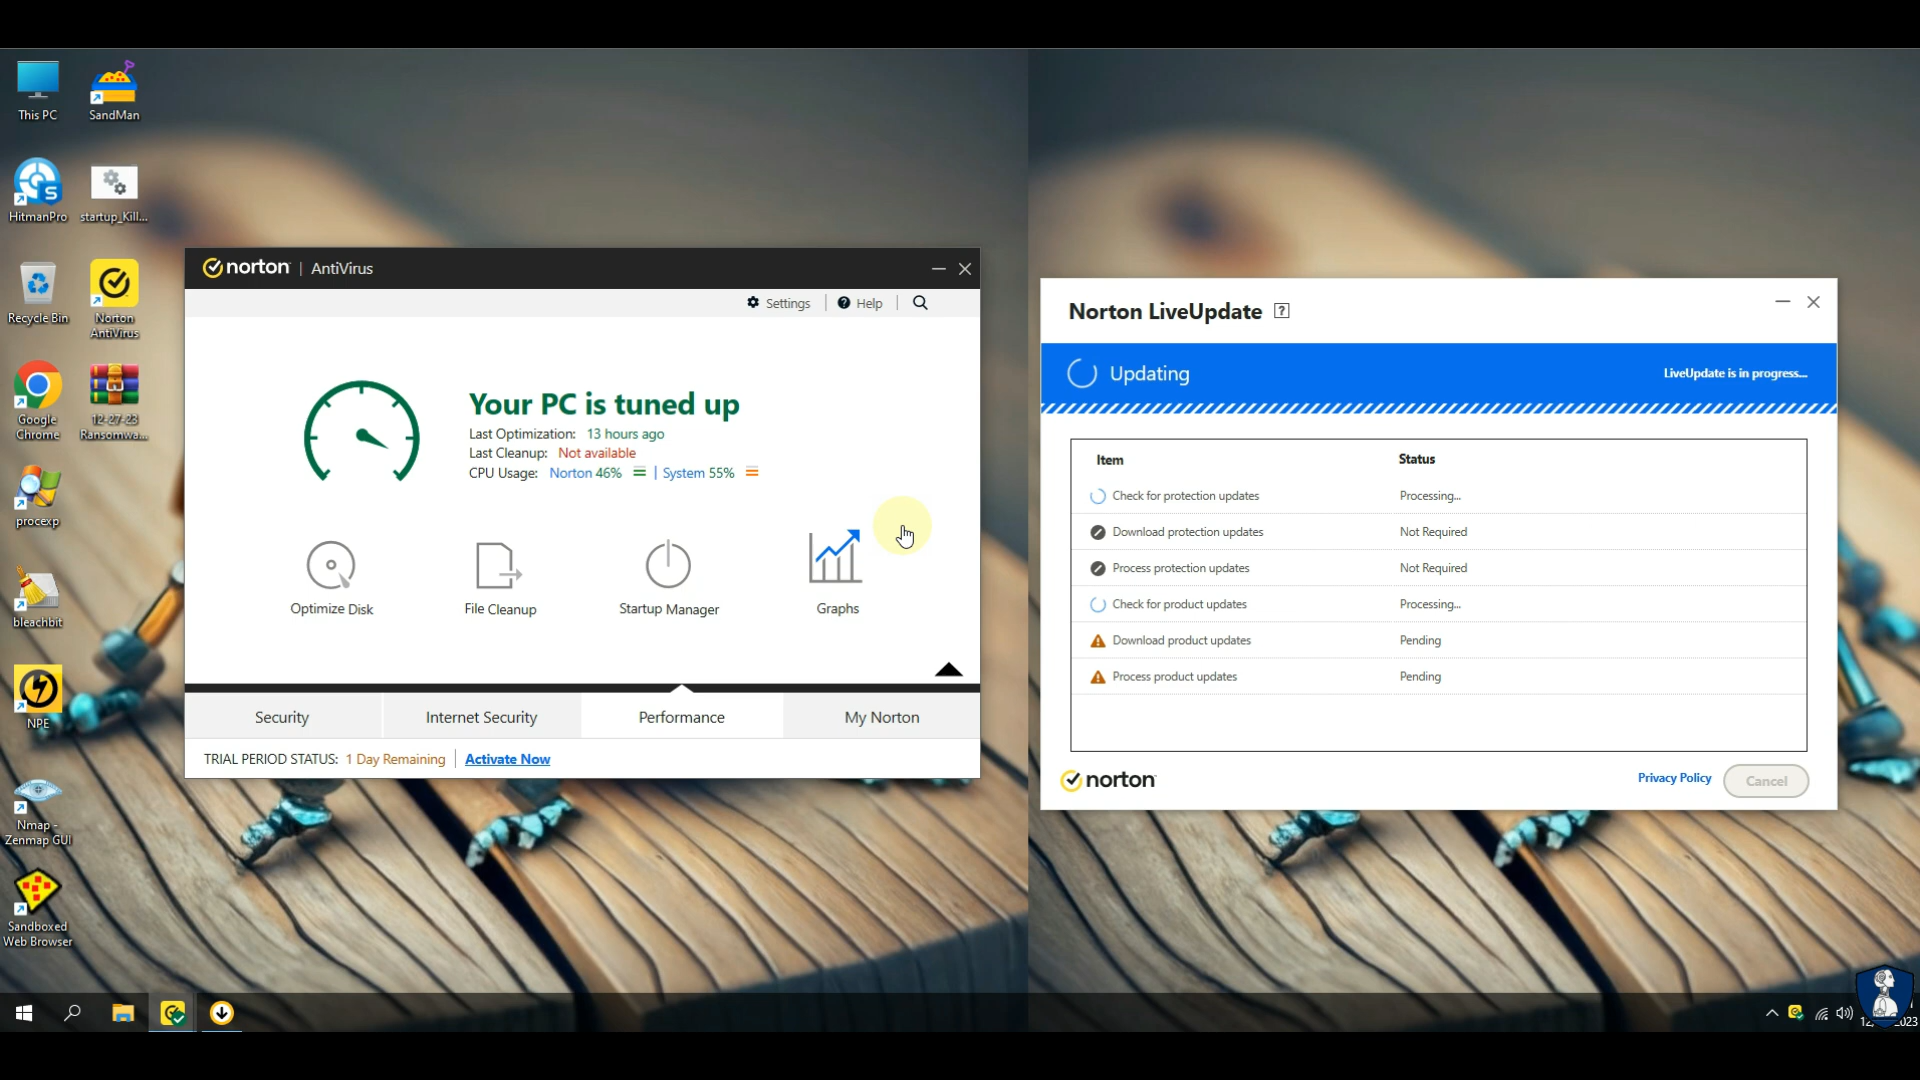 This PC
SandMan
HitmanPro
startup_Kill...
Recycle Bin
Norton
AntiVirus
Google
Chrome
12-27-23
Ransomwa...
procexp
bleachbit
NPE
Nmap -
Zenmap GUI
Sandboxed
Web Browser
norton | AntiVirus
Settings | Help |
Your PC is tuned up
Last Optimization: 13 hours ago
Last Cleanup: Not available
CPU Usage: Norton 46% | System 55%
Optimize Disk
File Cleanup
Startup Manager
Graphs
Security
Internet Security
Performance
My Norton
TRIAL PERIOD STATUS: 1 Day Remaining | Activate Now
Norton LiveUpdate ?
Updating
LiveUpdate is in progress...
Item Status
Check for protection updates Processing...
Download protection updates Not Required
Process protection updates Not Required
Check for product updates Processing...
Download product updates Pending
Process product updates Pending
norton
Privacy Policy
Cancel